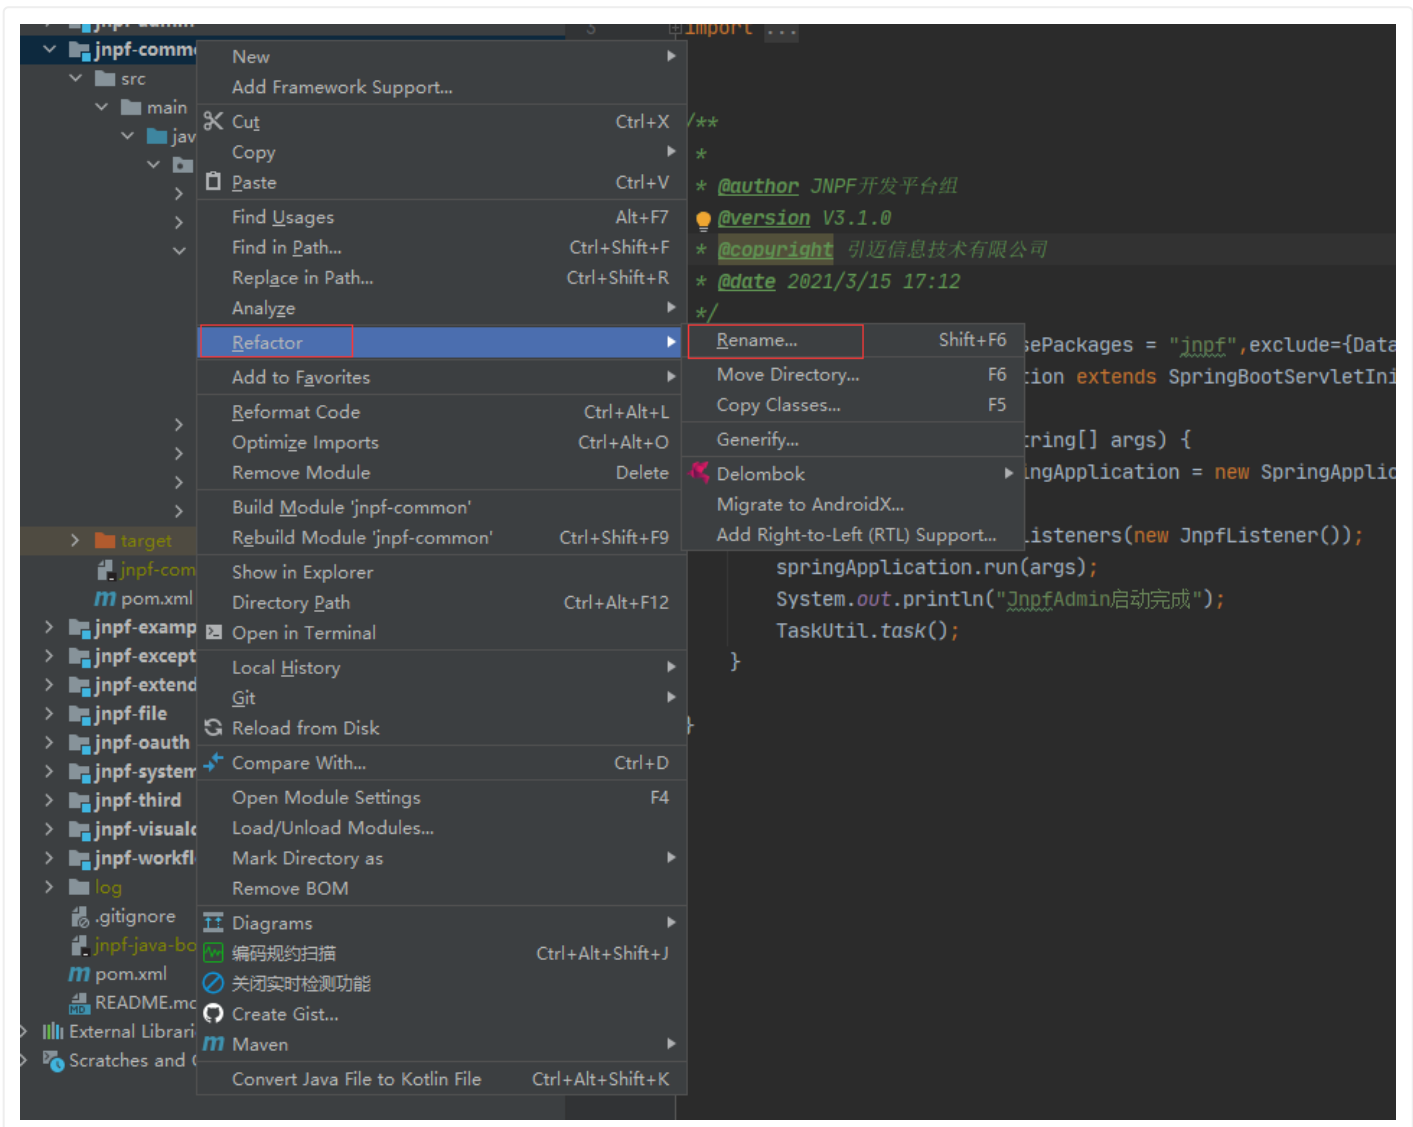 3
import ...
jnpf-admin
jnpf-comm
src
main
jav
target
jnpf-com
pom.xml
jnpf-examp
jnpf-except
jnpf-extend
jnpf-file
jnpf-oauth
jnpf-system
jnpf-third
jnpf-visual
jnpf-workfl
log
.gitignore
jnpf-java-bo
pom.xml
README.md
External Librari
Scratches and
New
Add Framework Support...
Cut Ctrl+X
Copy
Paste Ctrl+V
Find Usages Alt+F7
Find in Path... Ctrl+Shift+F
Replace in Path... Ctrl+Shift+R
Analyze
Refactor
Add to Favorites
Reformat Code Ctrl+Alt+L
Optimize Imports Ctrl+Alt+O
Remove Module Delete
Build Module 'jnpf-common'
Rebuild Module 'jnpf-common' Ctrl+Shift+F9
Show in Explorer
Directory Path Ctrl+Alt+F12
Open in Terminal
Local History
Git
Reload from Disk
Compare With... Ctrl+D
Open Module Settings F4
Load/Unload Modules...
Mark Directory as
Remove BOM
Diagrams
编码规约扫描 Ctrl+Alt+Shift+J
关闭实时检测功能
Create Gist...
Maven
Convert Java File to Kotlin File Ctrl+Alt+Shift+K
Rename... Shift+F6
Move Directory... F6
Copy Classes... F5
Generify...
Delombok
Migrate to AndroidX...
Add Right-to-Left (RTL) Support...
/**
*
* @author JNPF开发平台组
@version V3.1.0
* @copyright 引迈信息技术有限公司
* @date 2021/3/15 17:12
*/
sePackages = "jnpf",exclude={Data
tion extends SpringBootServletIni
tring[] args) {
ingApplication = new SpringApplic
isteners(new JnpfListener());
springApplication.run(args);
System.out.println("JnpfAdmin启动完成");
TaskUtil.task();
}
}